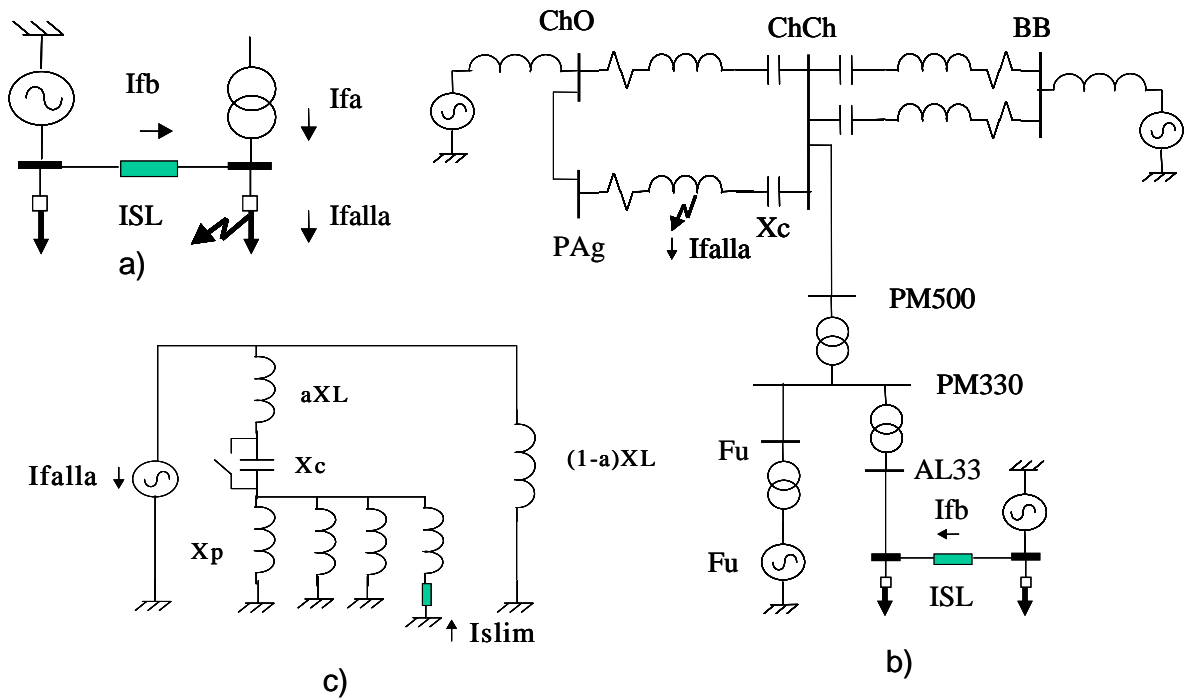 Ifb
Ifa
ISL
Ifalla
a)
ChO
ChCh
BB
PAg
Xc
Ifalla
PM500
PM330
Fu
AL33
Ifb
Fu
ISL
b)
aXL
Xc
(1-a)XL
Ifalla
Xp
Islim
c)